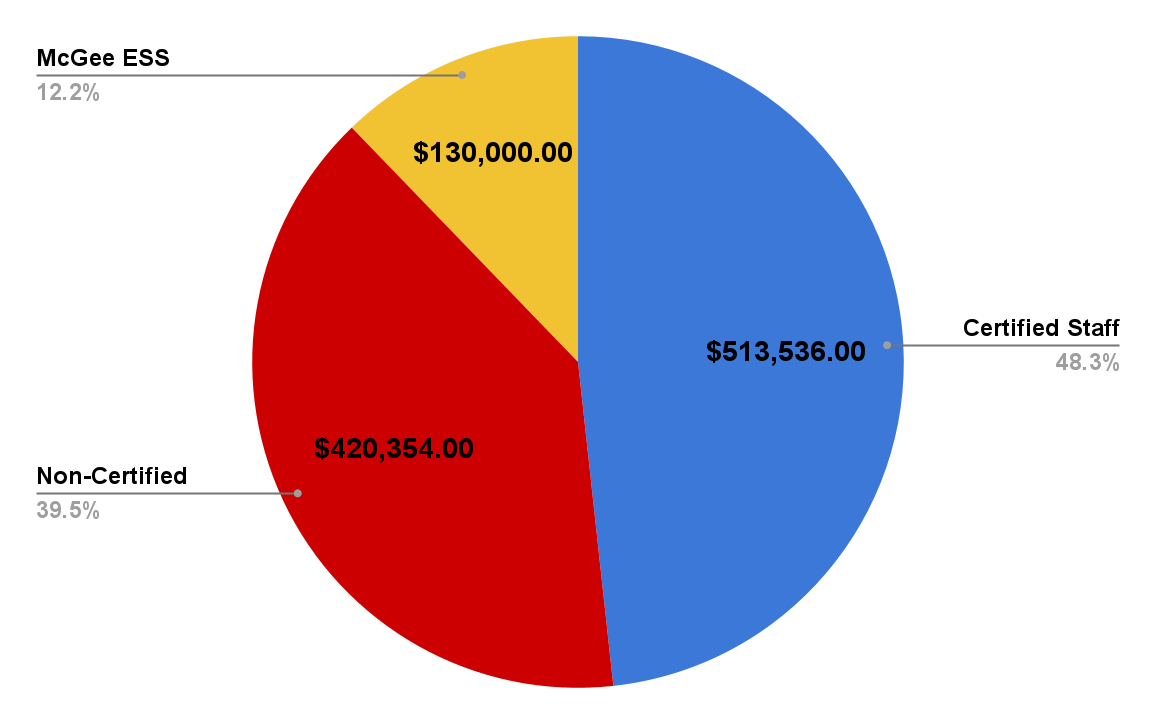 McGee ESS
12.2%
$130,000.00
Certified Staff
$513,536.00
48.3%
$420,354.00
Non-Certified
39.5%